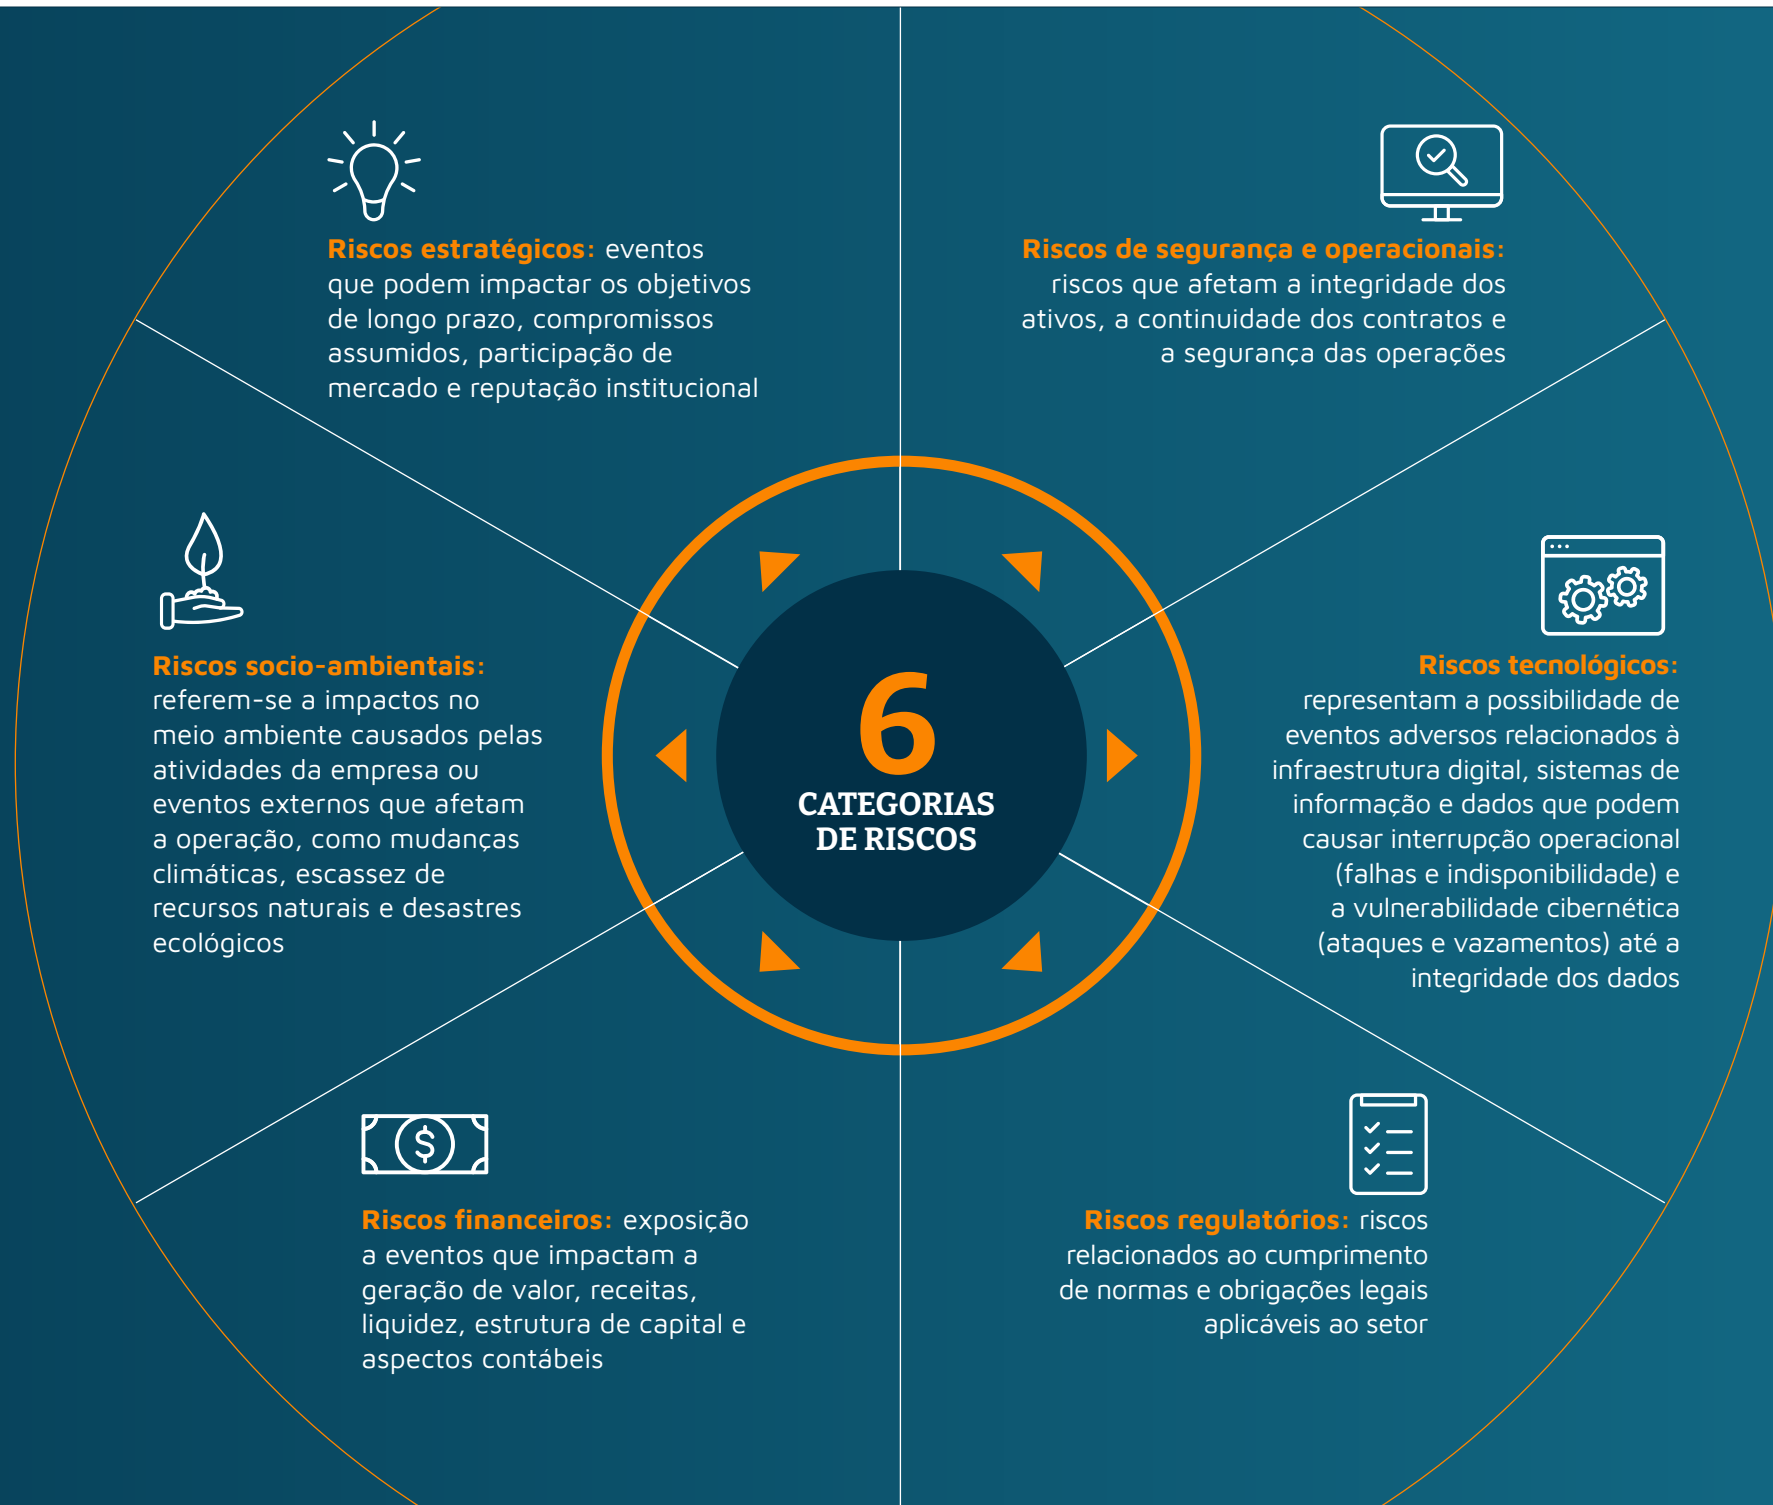 Riscos estratégicos: eventos
que podem impactar os objetivos
de longo prazo, compromissos
assumidos, participação de
mercado e reputação institucional
Riscos de segurança e operacionais:
riscos que afetam a integridade dos
ativos, a continuidade dos contratos e
a segurança das operações
Riscos socio-ambientais:
referem-se a impactos no
meio ambiente causados pelas
atividades da empresa ou
eventos externos que afetam
a operação, como mudanças
climáticas, escassez de
recursos naturais e desastres
ecológicos
6
CATEGORIAS
DE RISCOS
Riscos tecnológicos:
representam a possibilidade de
eventos adversos relacionados à
infraestrutura digital, sistemas de
informação e dados que podem
causar interrupção operacional
(falhas e indisponibilidade) e
a vulnerabilidade cibernética
(ataques e vazamentos) até a
integridade dos dados
$
Riscos financeiros: exposição
a eventos que impactam a
geração de valor, receitas,
liquidez, estrutura de capital e
aspectos contábeis
Riscos regulatórios: riscos
relacionados ao cumprimento
de normas e obrigações legais
aplicáveis ao setor